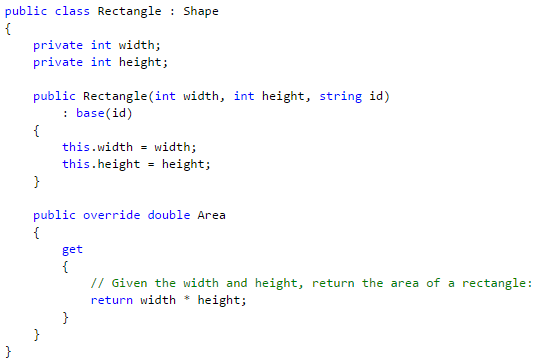 public class Rectangle : Shape
{
    private int width;
    private int height;

    public Rectangle(int width, int height, string id)
        : base(id)
    {
        this.width = width;
        this.height = height;
    }

    public override double Area
    {
        get
        {
            // Given the width and height, return the area of a rectangle:
            return width * height;
        }
    }
}